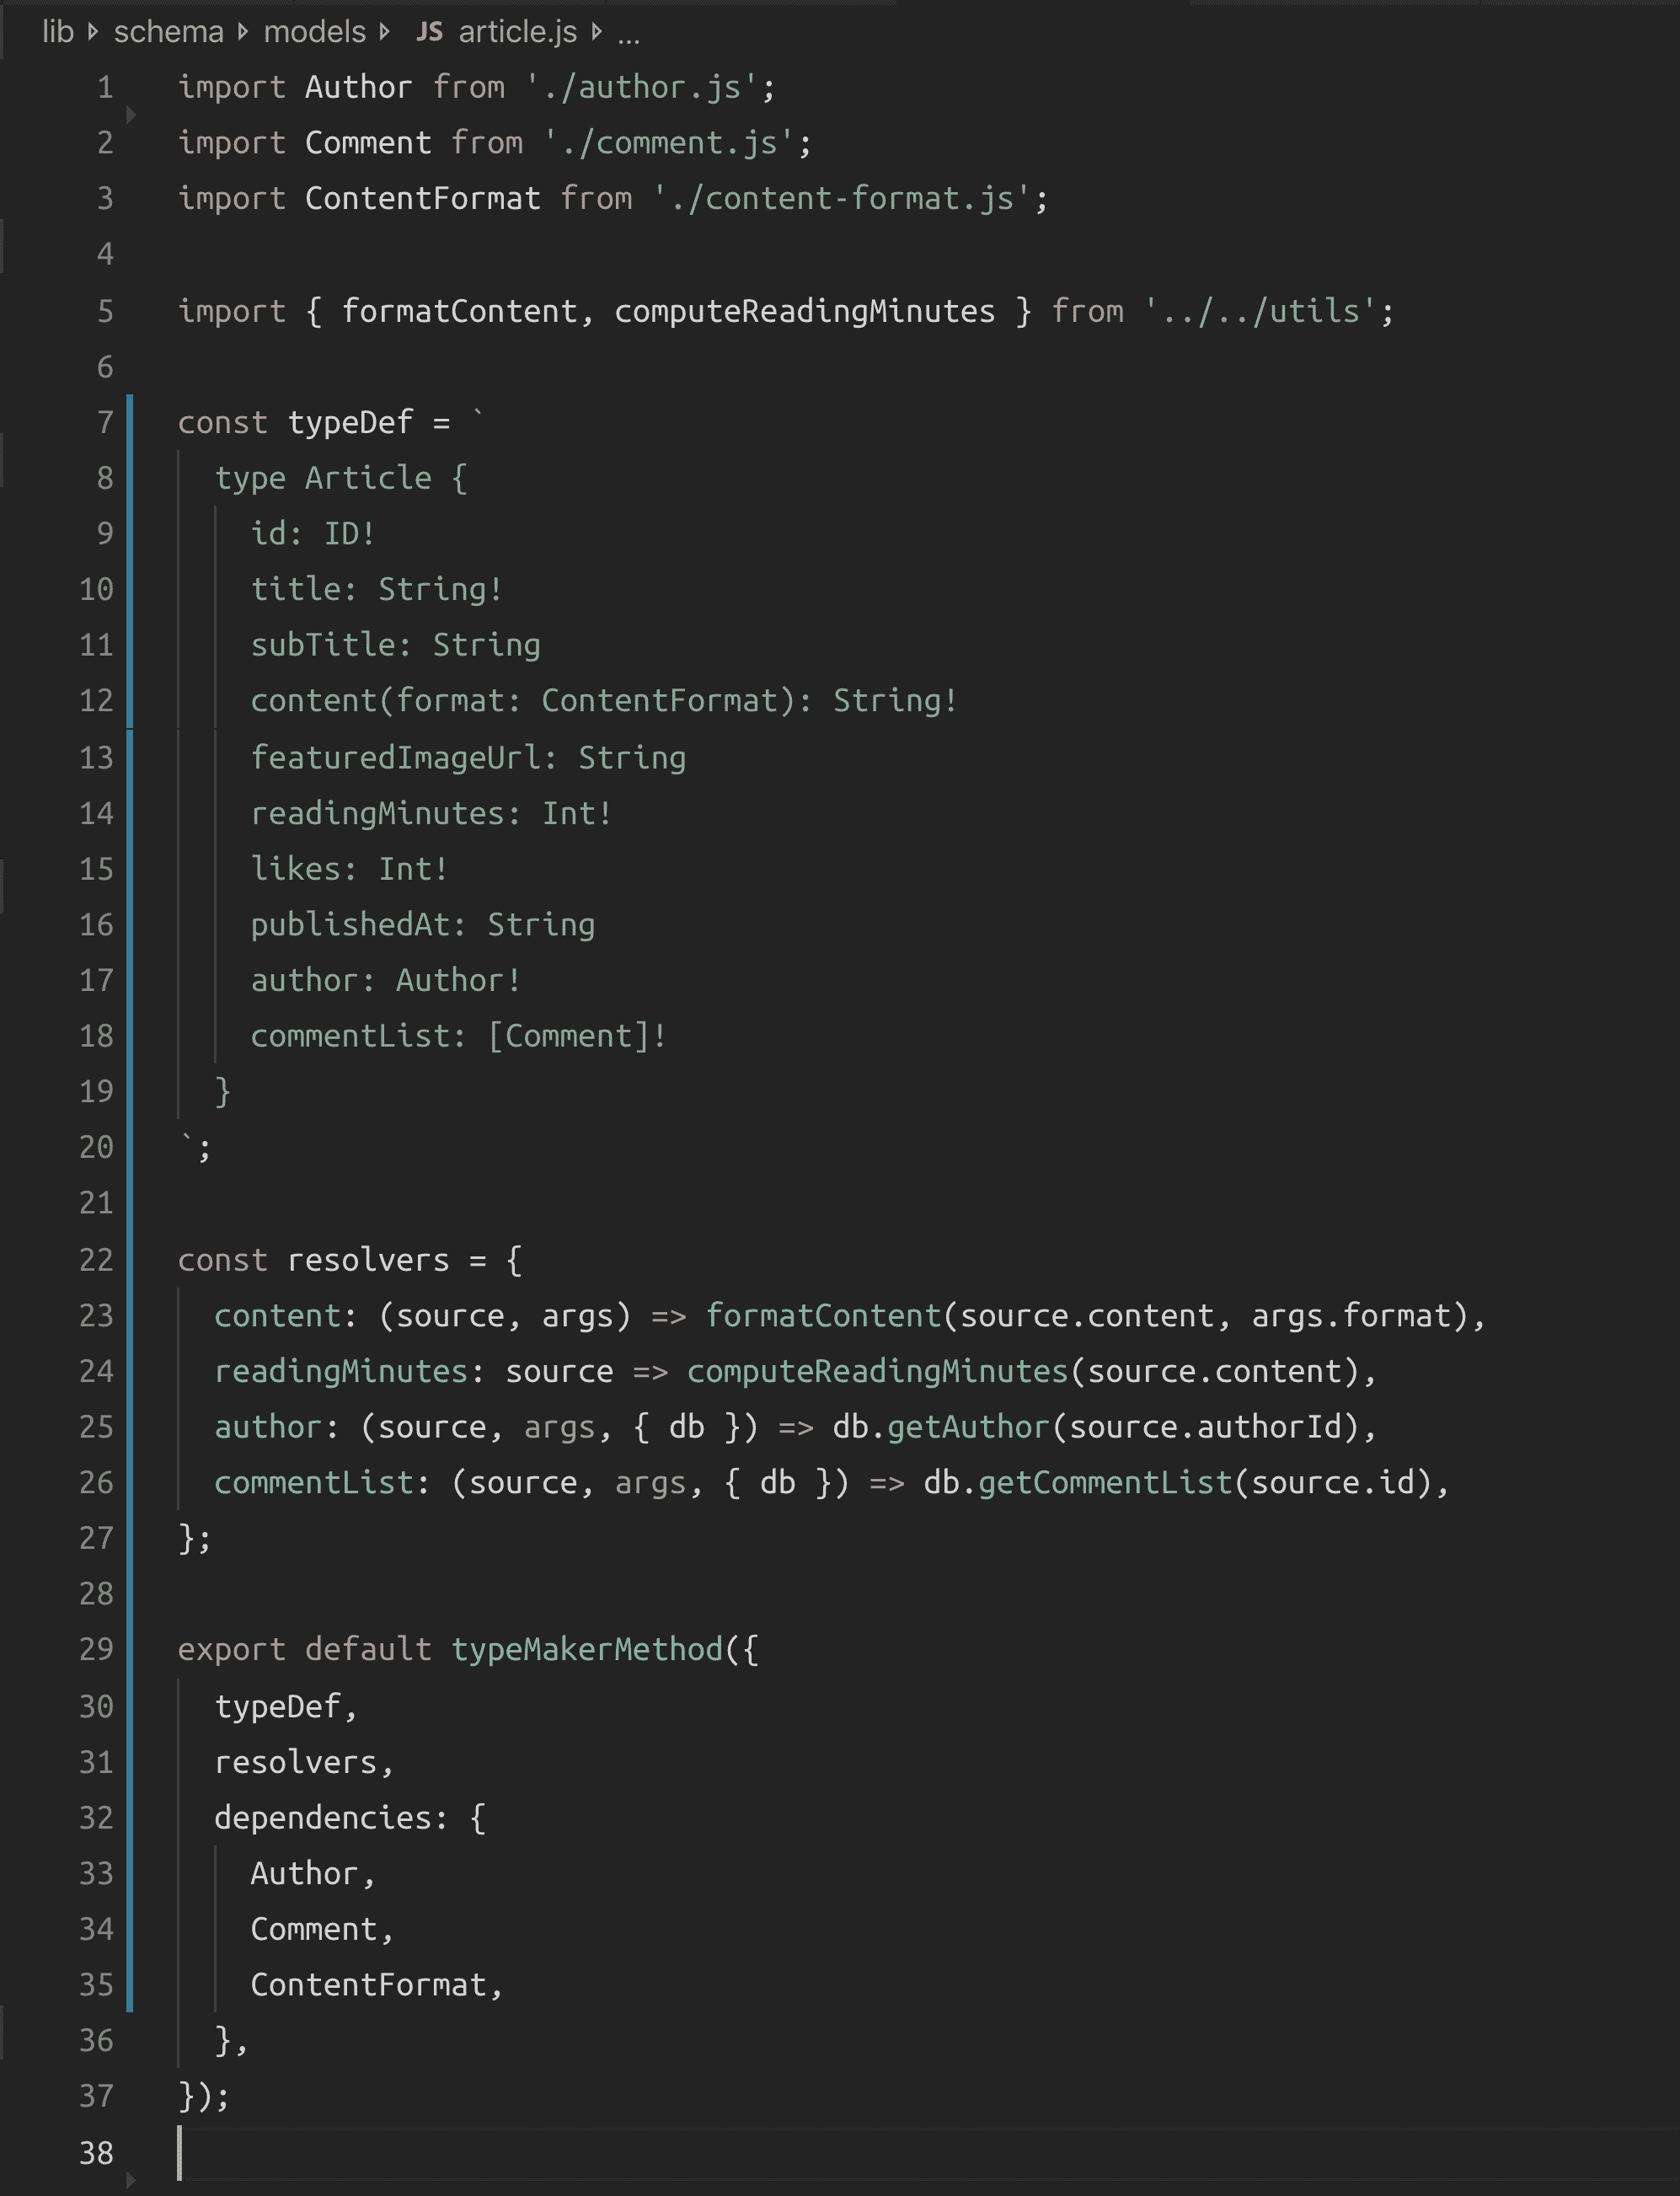 lib schema models JS article.js ...
1 import Author from './author.js';
2 import Comment from './comment.js';
3 import ContentFormat from './content-format.js';
4
5 import { formatContent, computeReadingMinutes } from '../../utils';
6
7 const typeDef = `
8 type Article {
9 id: ID!
10 title: String!
11 subTitle: String
12 content(format: ContentFormat): String!
13 featuredImageUrl: String
14 readingMinutes: Int!
15 likes: Int!
16 publishedAt: String
17 author: Author!
18 commentList: [Comment]!
19 }
20 `;
21
22 const resolvers = {
23 content: (source, args) => formatContent(source.content, args.format),
24 readingMinutes: source => computeReadingMinutes(source.content),
25 author: (source, args, { db }) => db.getAuthor(source.authorId),
26 commentList: (source, args, { db }) => db.getCommentList(source.id),
27 };
28
29 export default typeMakerMethod({
30 typeDef,
31 resolvers,
32 dependencies: {
33 Author,
34 Comment,
35 ContentFormat,
36 },
37 });
38